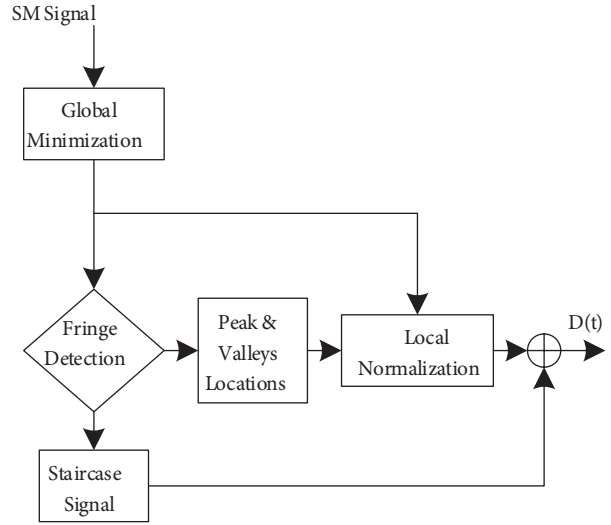 SM Signal
Global
Minimization
Fringe
Detection
Peak &
Valleys
Locations
Local
Normalization
D(t)
Staircase
Signal